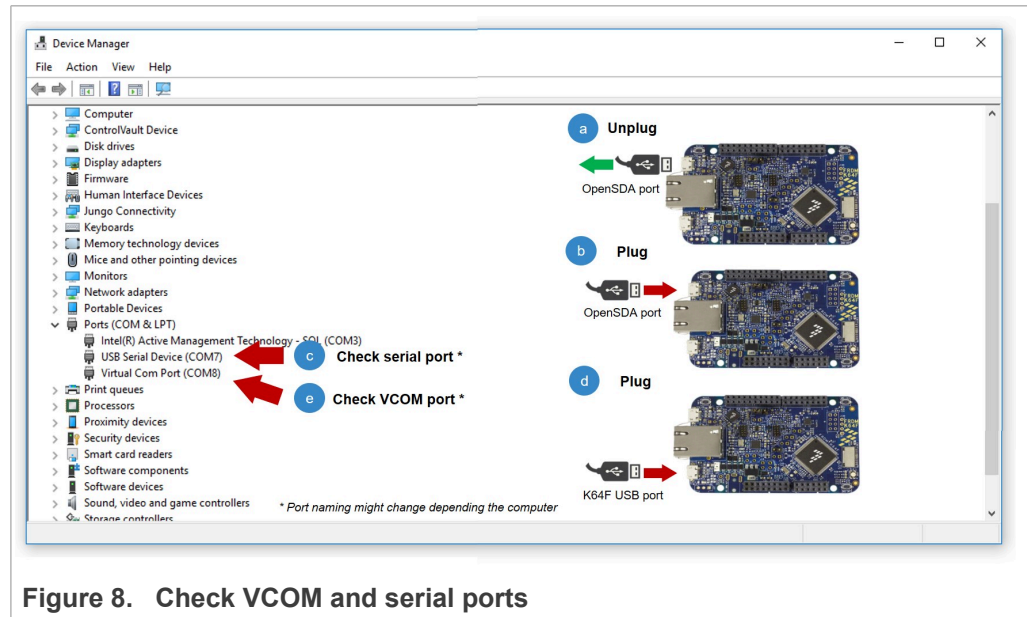 Device Manager
File Action View Help
Computer
ControlVault Device
Disk drives
Display adapters
Firmware
Human Interface Devices
Jungo Connectivity
Keyboards
Memory technology devices
Mice and other pointing devices
Monitors
Network adapters
Portable Devices
Ports (COM & LPT)
Intel(R) Active Management Technology - SOL (COM3)
USB Serial Device (COM7)
Virtual Com Port (COM8)
Print queues
Processors
Proximity devices
Security devices
Smart card readers
Software components
Software devices
Sound, video and game controllers
Storage controllers
a Unplug
OpenSDA port
b Plug
OpenSDA port
c Check serial port *
d Plug
e Check VCOM port *
K64F USB port
* Port naming might change depending the computer
Figure 8. Check VCOM and serial ports